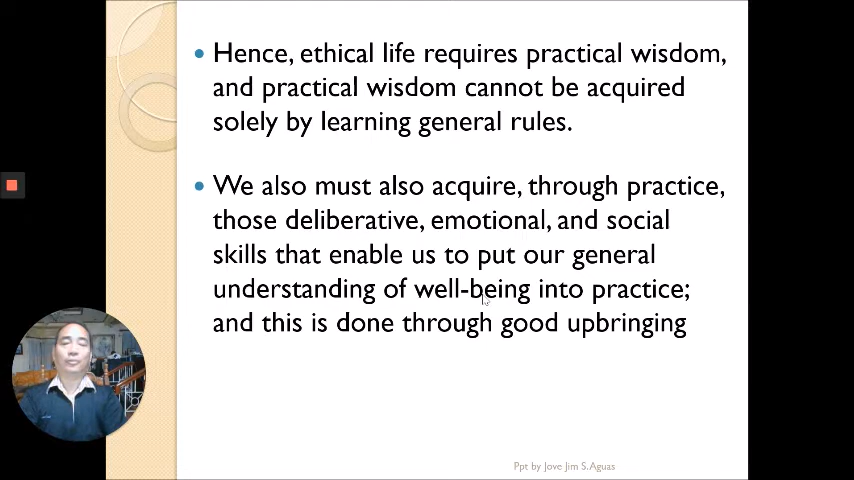 Hence, ethical life requires practical wisdom,
and practical wisdom cannot be acquired
solely by learning general rules.
We also must also acquire, through practice,
those deliberative, emotional, and social
skills that enable us to put our general
understanding of well-being into practice;
and this is done through good upbringing
Ppt by Jove Jim S. Aguas